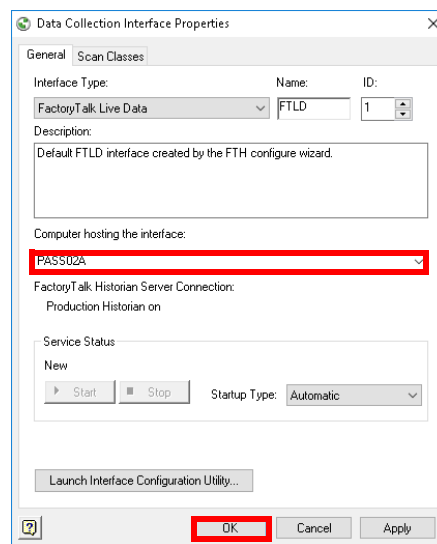 Data Collection Interface Properties
General Scan Classes
Interface Type: Name: ID:
FactoryTalk Live Data FTLD 1
Description:
Default FTLD interface created by the FTH configure wizard.
Computer hosting the interface:
PASS02A
FactoryTalk Historian Server Connection:
Production Historian on
Service Status
New
Start Stop Startup Type: Automatic
Launch Interface Configuration Utility...
OK Cancel Apply